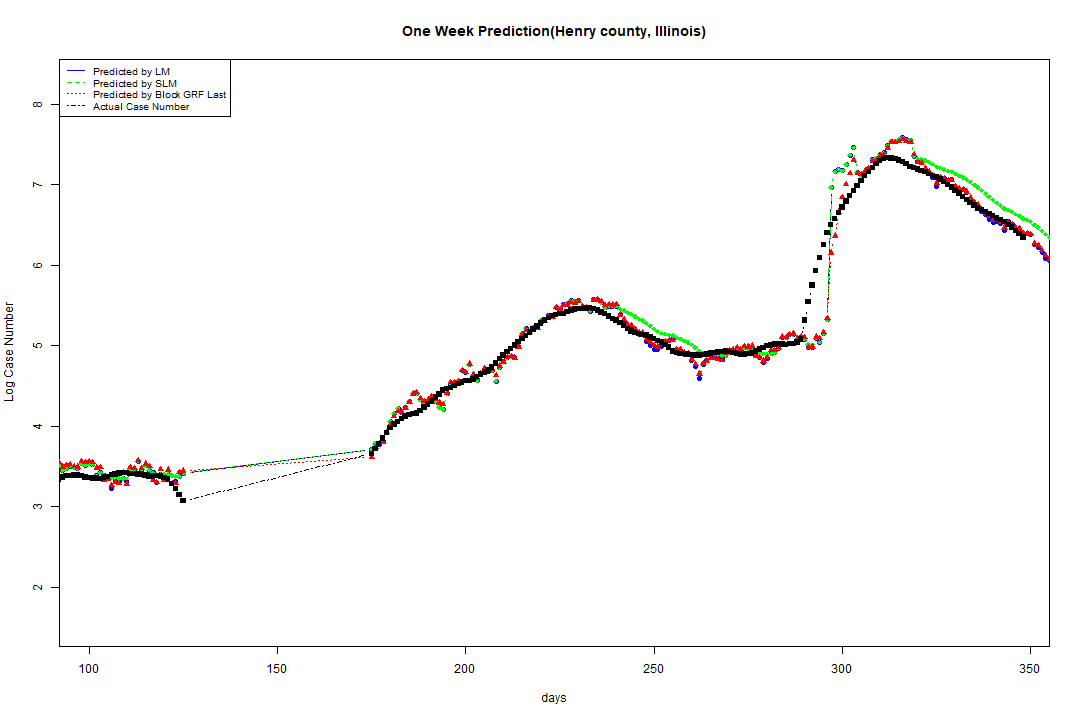 One Week Prediction(Henry county, Illinois)
Predicted by LM
Predicted by SLM
Predicted by Block GRF Last
Actual Case Number
Log Case Number
8
7
6
5
4
3
2
100
150
200
250
300
350
days